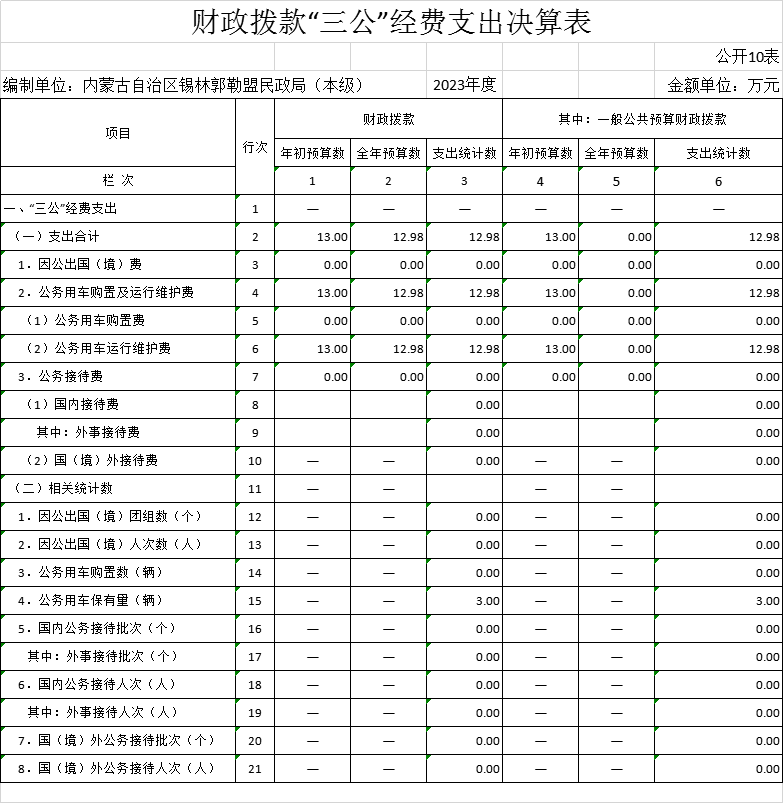 财政拨款“三公”经费支出决算表
公开10表
编制单位：内蒙古自治区锡林郭勒盟民政局（本级） 2023年度 金额单位：万元
项目 行次 财政拨款 其中：一般公共预算财政拨款
年初预算数 全年预算数 支出统计数 年初预算数 全年预算数 支出统计数
栏 次 1 2 3 4 5 6
一、“三公”经费支出 1 — — — — — —
（一）支出合计 2 13.00 12.98 12.98 13.00 0.00 12.98
1．因公出国（境）费 3 0.00 0.00 0.00 0.00 0.00 0.00
2．公务用车购置及运行维护费 4 13.00 12.98 12.98 13.00 0.00 12.98
（1）公务用车购置费 5 0.00 0.00 0.00 0.00 0.00 0.00
（2）公务用车运行维护费 6 13.00 12.98 12.98 13.00 0.00 12.98
3．公务接待费 7 0.00 0.00 0.00 0.00 0.00 0.00
（1）国内接待费 8 0.00 0.00
其中：外事接待费 9 0.00 0.00
（2）国（境）外接待费 10 — — 0.00 — — 0.00
（二）相关统计数 11 — — — —
1．因公出国（境）团组数（个） 12 — — 0.00 — — 0.00
2．因公出国（境）人次数（人） 13 — — 0.00 — — 0.00
3．公务用车购置数（辆） 14 — — 0.00 — — 0.00
4．公务用车保有量（辆） 15 — — 3.00 — — 3.00
5．国内公务接待批次（个） 16 — — 0.00 — — 0.00
其中：外事接待批次（个） 17 — — 0.00 — — 0.00
6．国内公务接待人次（人） 18 — — 0.00 — — 0.00
其中：外事接待人次（人） 19 — — 0.00 — — 0.00
7．国（境）外公务接待批次（个） 20 — — 0.00 — — 0.00
8．国（境）外公务接待人次（人） 21 — — 0.00 — — 0.00